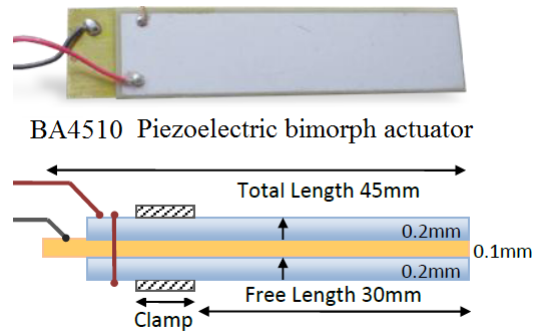 BA4510 Piezoelectric bimorph actuator
Total Length 45mm
0.2mm
0.1mm
0.2mm
Free Length 30mm
Clamp